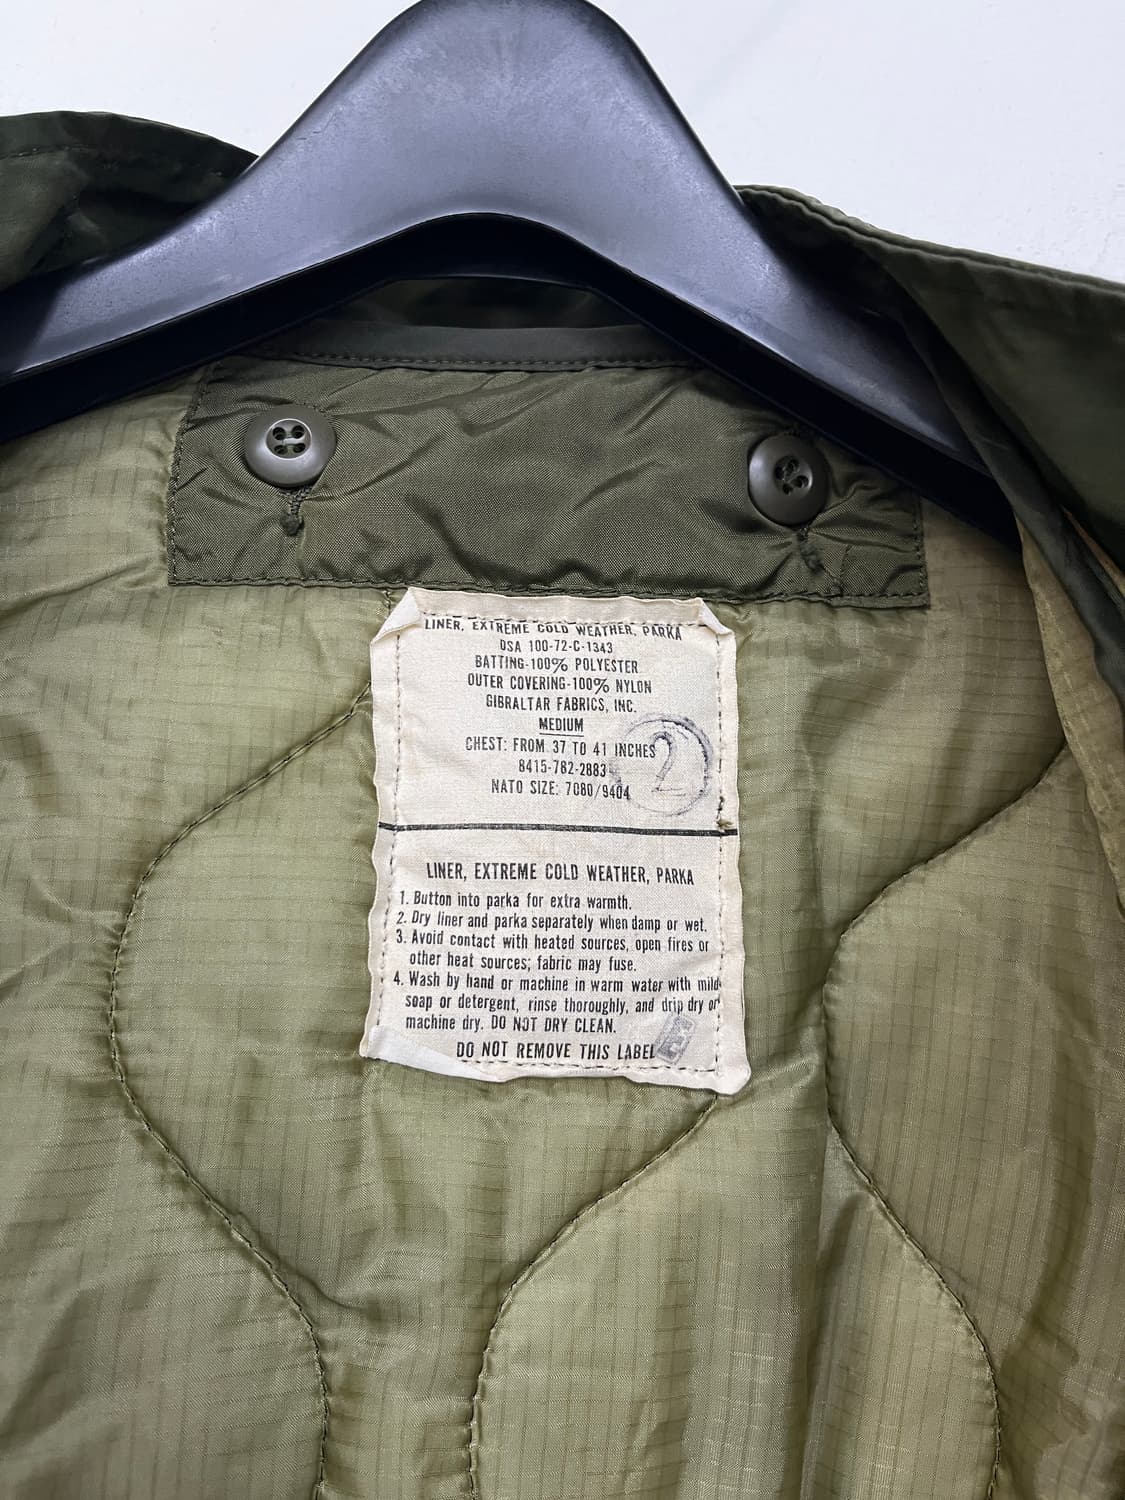 LINER, EXTREME COLD WEATHER, PARKA
DSA 100-72-C-1343
BATTING-100% POLYESTER
OUTER COVERING-100% NYLON
GIBRALTAR FABRICS, INC.
MEDIUM
CHEST: FROM 37 TO 41 INCHES
8415-782-2883
NATO SIZE: 7080/9404
2
LINER, EXTREME COLD WEATHER, PARKA
1. Button into parka for extra warmth.
2. Dry liner and parka separately when damp or wet.
3. Avoid contact with heated sources, open fires or
other heat sources; fabric may fuse.
4. Wash by hand or machine in warm water with mild
soap or detergent, rinse thoroughly, and drip dry or
machine dry. DO NOT DRY CLEAN.
DO NOT REMOVE THIS LABEL